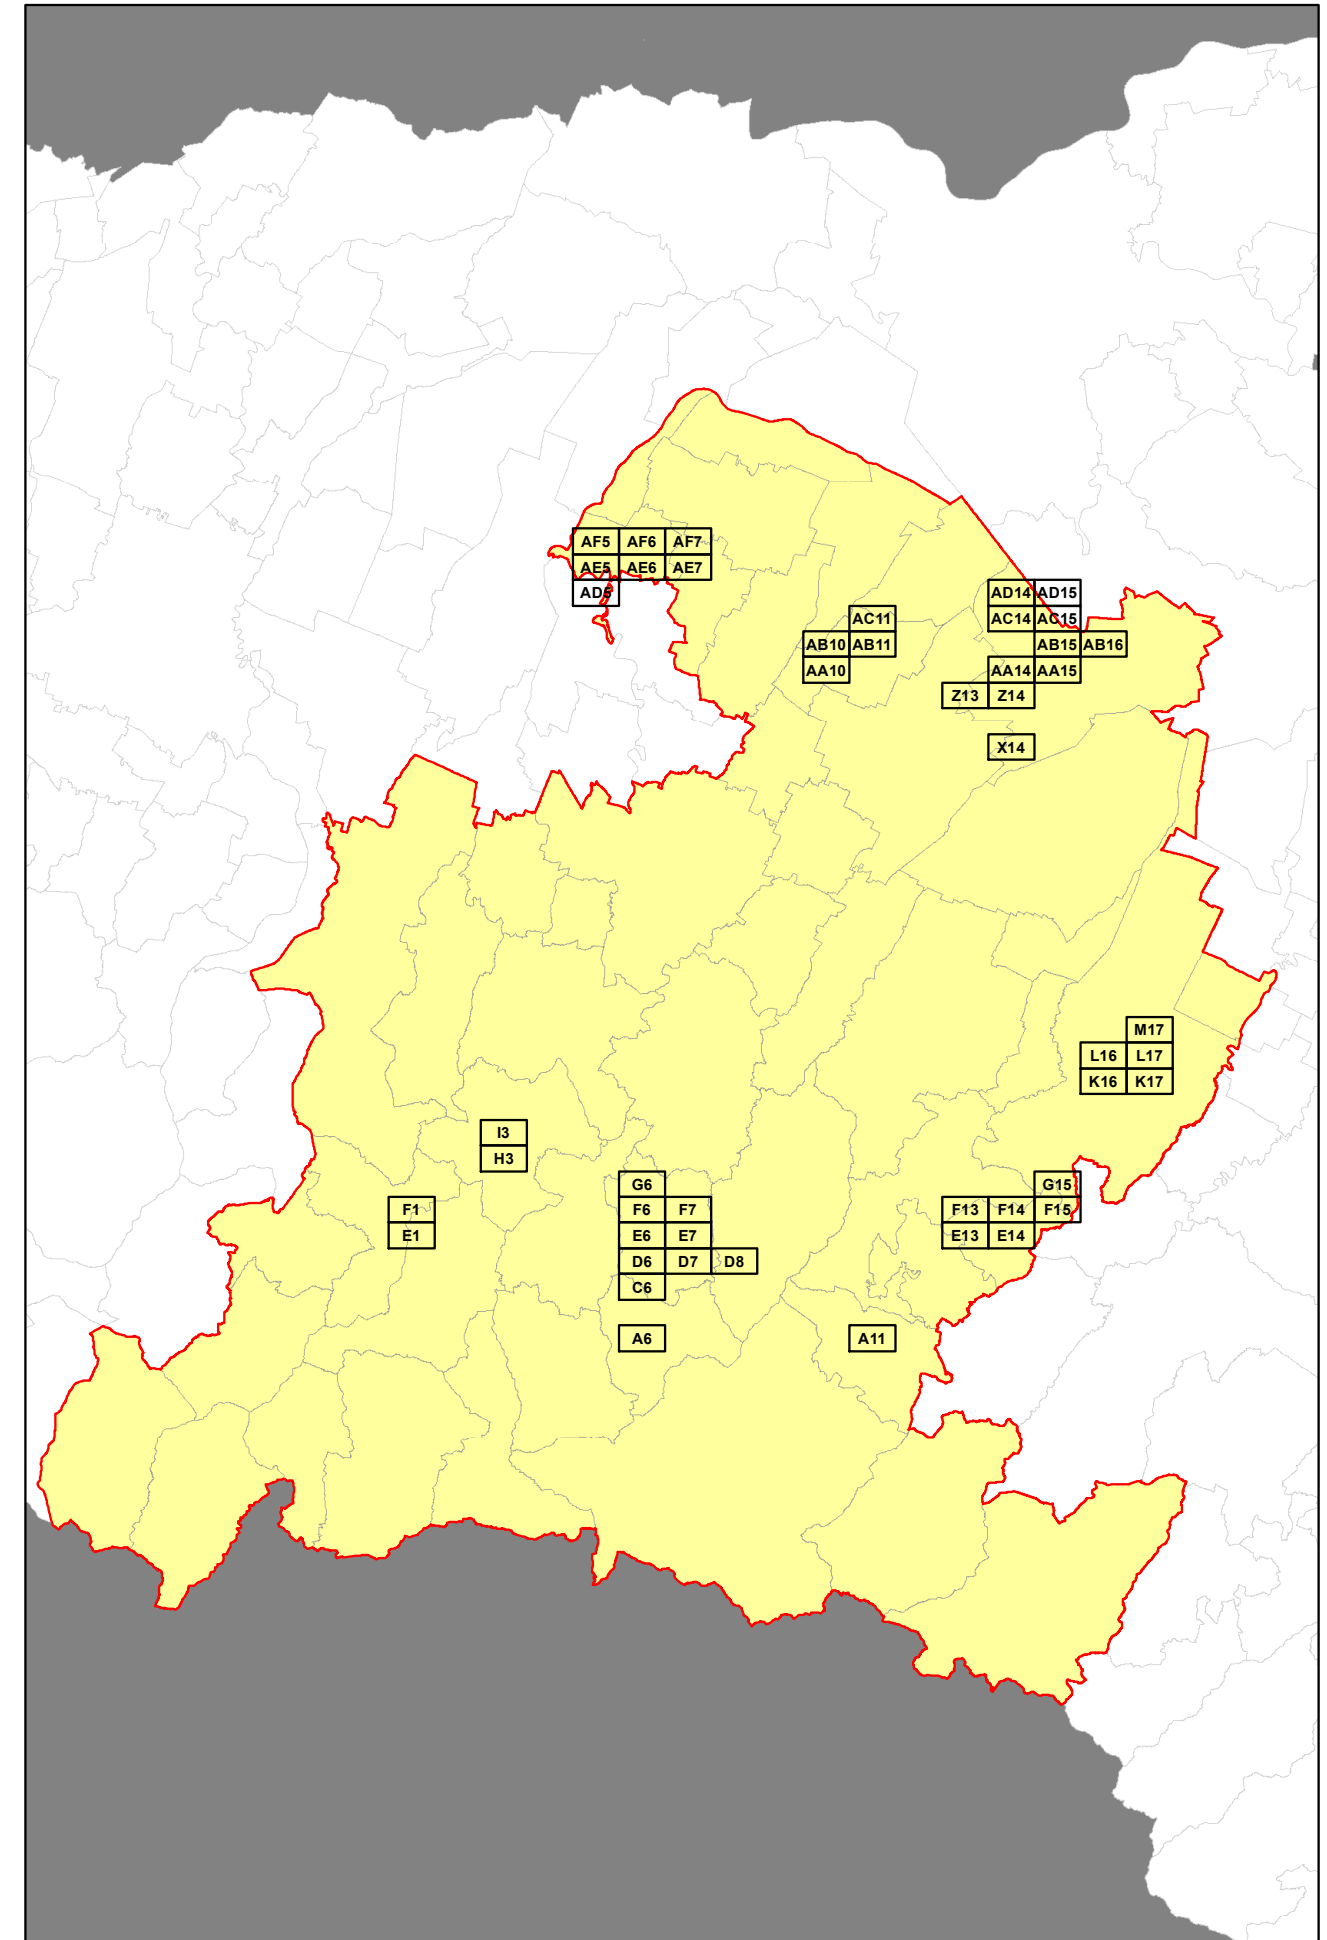 AF5 AF6 AF7
AE5 AE6 AE7
AD5 AD14 AD15
AC11 AC14 AC15
AB10 AB11 AB15 AB16
AA10 AA14 AA15
Z13 Z14
X14
M17
L16 L17
K16 K17
I3
H3
G6 G15
F1 F6 F7 F13 F14 F15
E1 E6 E7 E13 E14
D6 D7 D8
C6
A6 A11